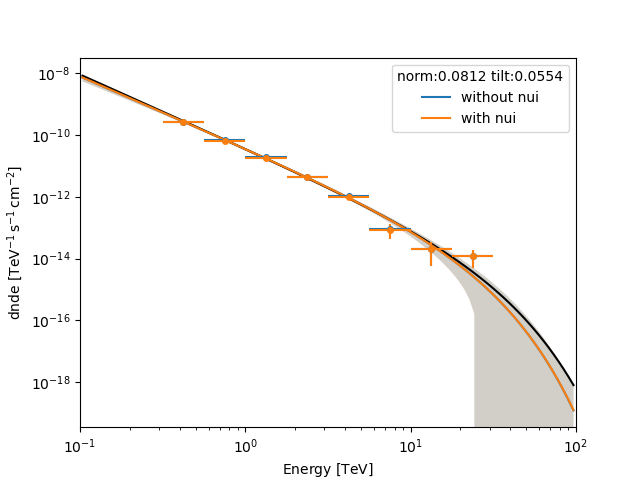 norm:0.0812 tilt:0.0554
without nui
with nui
dnde [TeV⁻¹ s⁻¹ cm⁻²]
10⁻⁸
10⁻¹⁰
10⁻¹²
10⁻¹⁴
10⁻¹⁶
10⁻¹⁸
10⁻¹ 10⁰ 10¹ 10²
Energy [TeV]